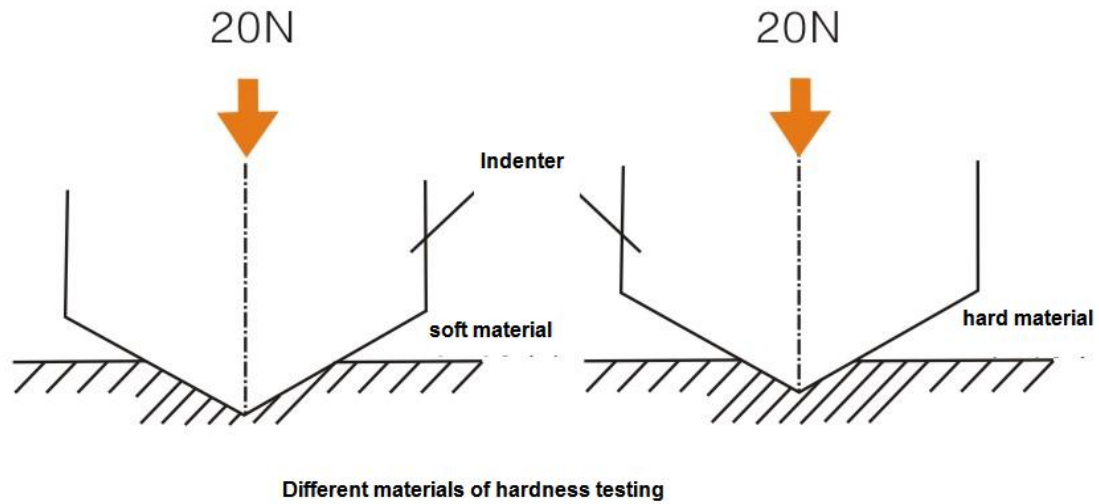 20N
20N
Indenter
soft material
hard material
Different materials of hardness testing